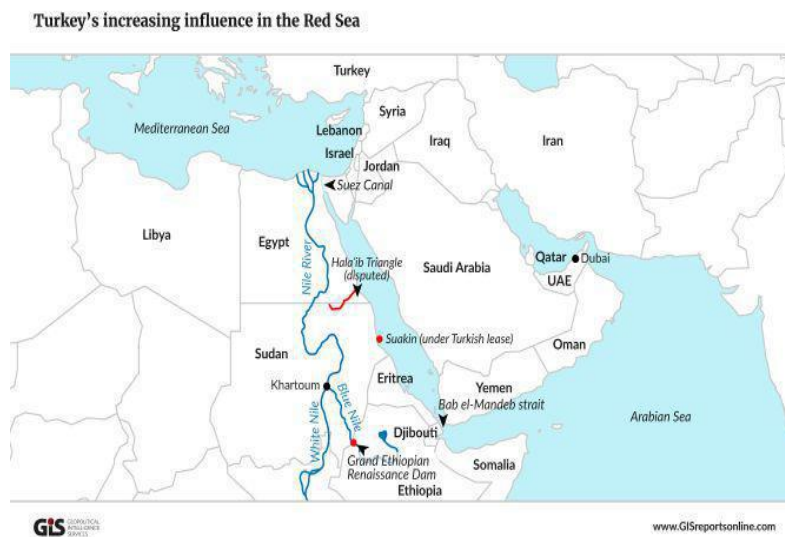 Turkey's increasing influence in the Red Sea
Turkey
Mediterranean Sea
Syria
Lebanon
Israel
Iraq
Iran
Jordan
Suez Canal
Libya
Egypt
Nile River
Hala'ib Triangle
(disputed)
Saudi Arabia
Qatar
Dubai
UAE
Suakin (under Turkish lease)
Oman
Sudan
Eritrea
Yemen
Khartoum
Bab el-Mandeb strait
Arabian Sea
White Nile
Blue Nile
Djibouti
Grand Ethiopian
Renaissance Dam
Somalia
Ethiopia
GIS
GEOPOLITICAL
INTELLIGENCE
SERVICES
www.GISreportsonline.com